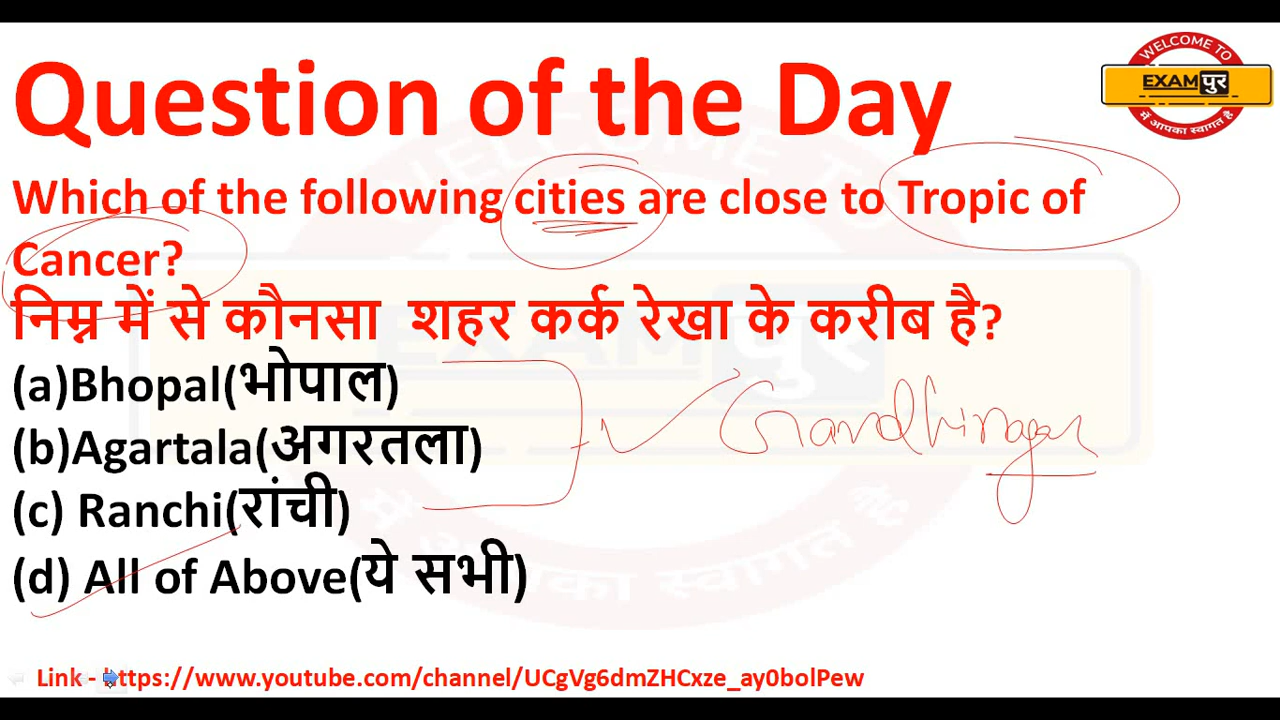 Question of the Day
WELCOME TO
EXAMपुर
में आपका स्वागत है
Which of the following cities are close to Tropic of
Cancer?
निम्न में से कौनसा शहर कर्क रेखा के करीब है?
(a)Bhopal(भोपाल)
(b)Agartala(अगरतला)
Gandhinagar
(c) Ranchi(रांची)
(d) All of Above(ये सभी)
Link - https://www.youtube.com/channel/UCgVg6dmZHCxze_ay0bolPew